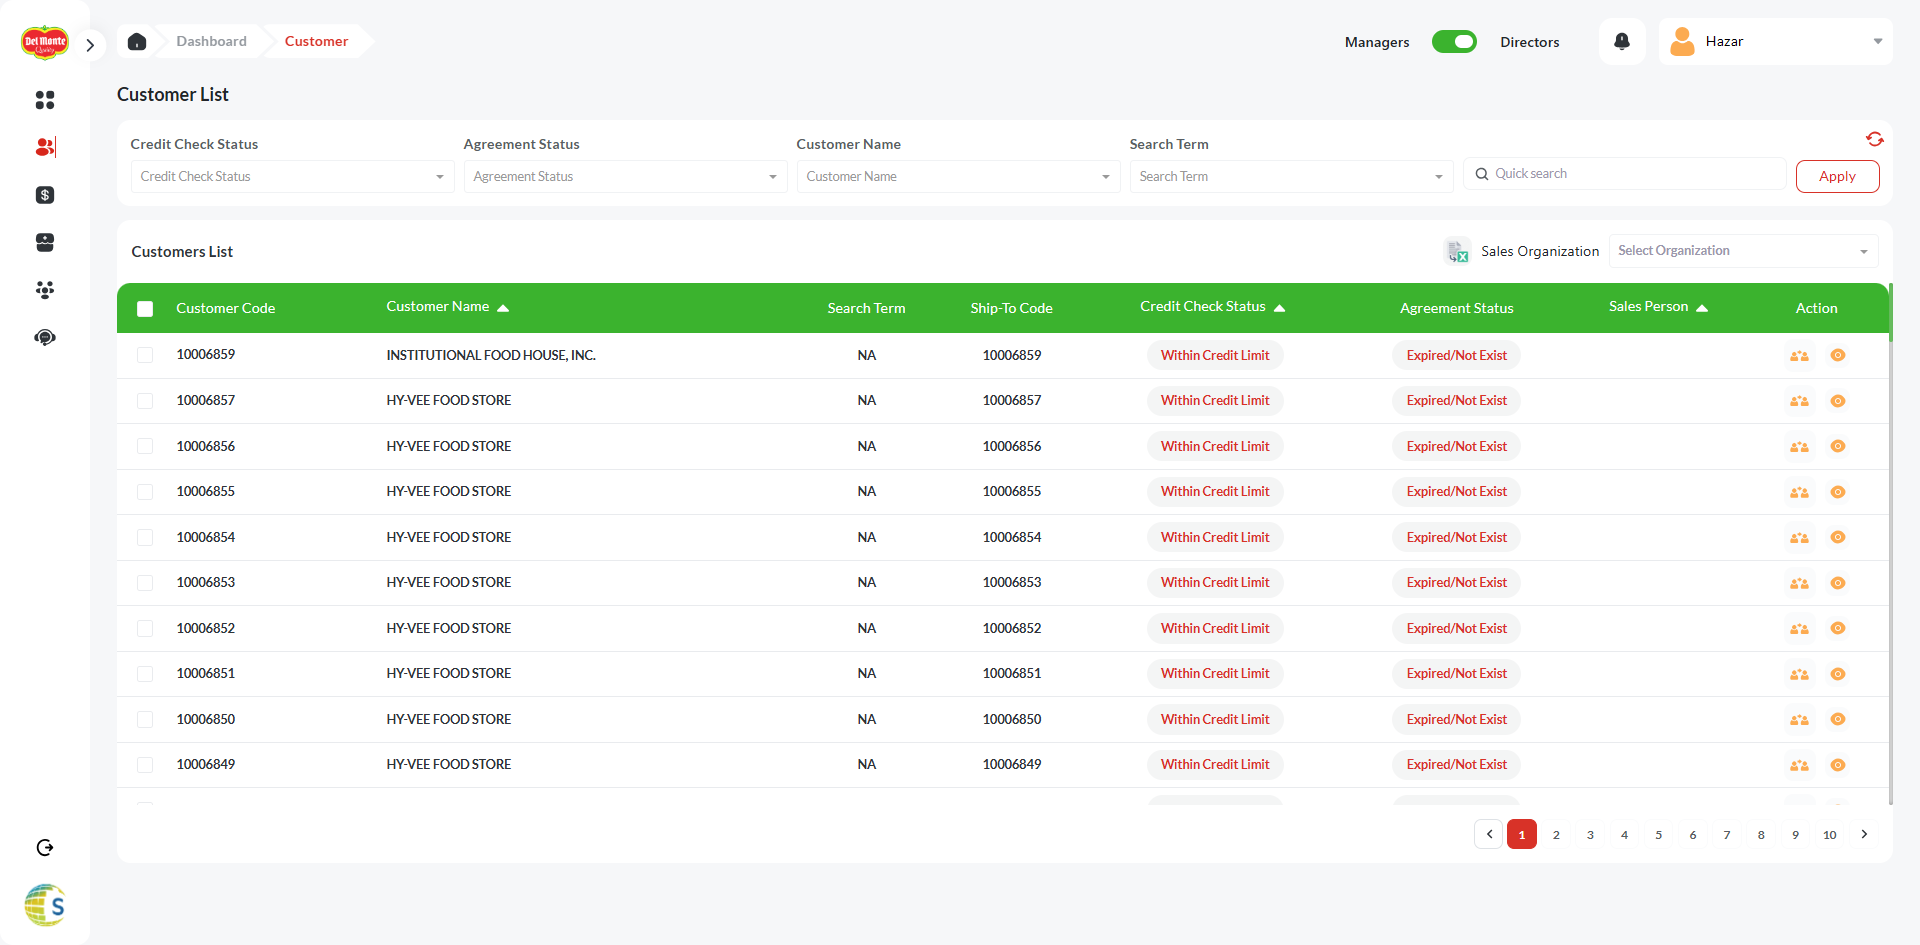 Del Monte
Quality
Dashboard
Customer
Managers
Directors
Hazar
Customer List
Credit Check Status
Agreement Status
Customer Name
Search Term
Credit Check Status
Agreement Status
Customer Name
Search Term
Quick search
Apply
Customers List
Sales Organization
Select Organization
Customer Code Customer Name Search Term Ship-To Code Credit Check Status Agreement Status Sales Person Action
10006859 INSTITUTIONAL FOOD HOUSE, INC. NA 10006859 Within Credit Limit Expired/Not Exist
10006857 HY-VEE FOOD STORE NA 10006857 Within Credit Limit Expired/Not Exist
10006856 HY-VEE FOOD STORE NA 10006856 Within Credit Limit Expired/Not Exist
10006855 HY-VEE FOOD STORE NA 10006855 Within Credit Limit Expired/Not Exist
10006854 HY-VEE FOOD STORE NA 10006854 Within Credit Limit Expired/Not Exist
10006853 HY-VEE FOOD STORE NA 10006853 Within Credit Limit Expired/Not Exist
10006852 HY-VEE FOOD STORE NA 10006852 Within Credit Limit Expired/Not Exist
10006851 HY-VEE FOOD STORE NA 10006851 Within Credit Limit Expired/Not Exist
10006850 HY-VEE FOOD STORE NA 10006850 Within Credit Limit Expired/Not Exist
10006849 HY-VEE FOOD STORE NA 10006849 Within Credit Limit Expired/Not Exist
1 2 3 4 5 6 7 8 9 10
S